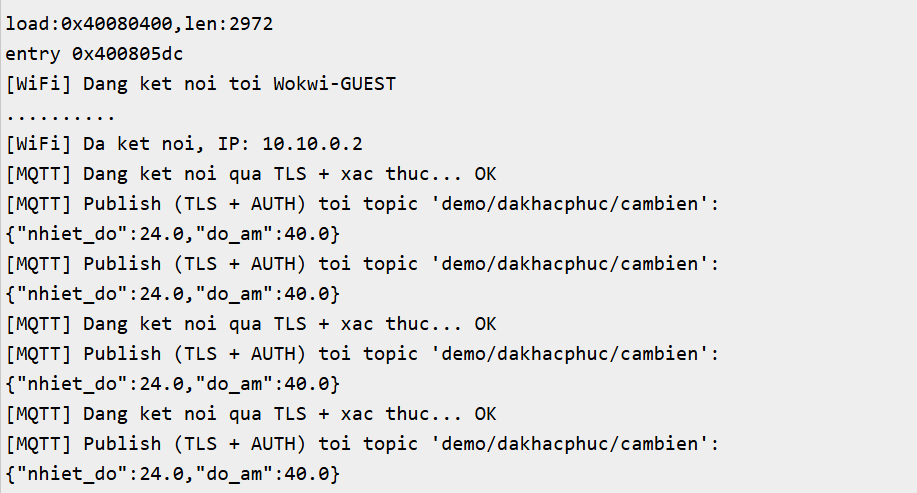 load:0x40080400,len:2972
entry 0x400805dc
[WiFi] Dang ket noi toi Wokwi-GUEST
..........
[WiFi] Da ket noi, IP: 10.10.0.2
[MQTT] Dang ket noi qua TLS + xac thuc... OK
[MQTT] Publish (TLS + AUTH) toi topic 'demo/dakhacphuc/cambien':
{"nhiet_do":24.0,"do_am":40.0}
[MQTT] Publish (TLS + AUTH) toi topic 'demo/dakhacphuc/cambien':
{"nhiet_do":24.0,"do_am":40.0}
[MQTT] Dang ket noi qua TLS + xac thuc... OK
[MQTT] Publish (TLS + AUTH) toi topic 'demo/dakhacphuc/cambien':
{"nhiet_do":24.0,"do_am":40.0}
[MQTT] Dang ket noi qua TLS + xac thuc... OK
[MQTT] Publish (TLS + AUTH) toi topic 'demo/dakhacphuc/cambien':
{"nhiet_do":24.0,"do_am":40.0}